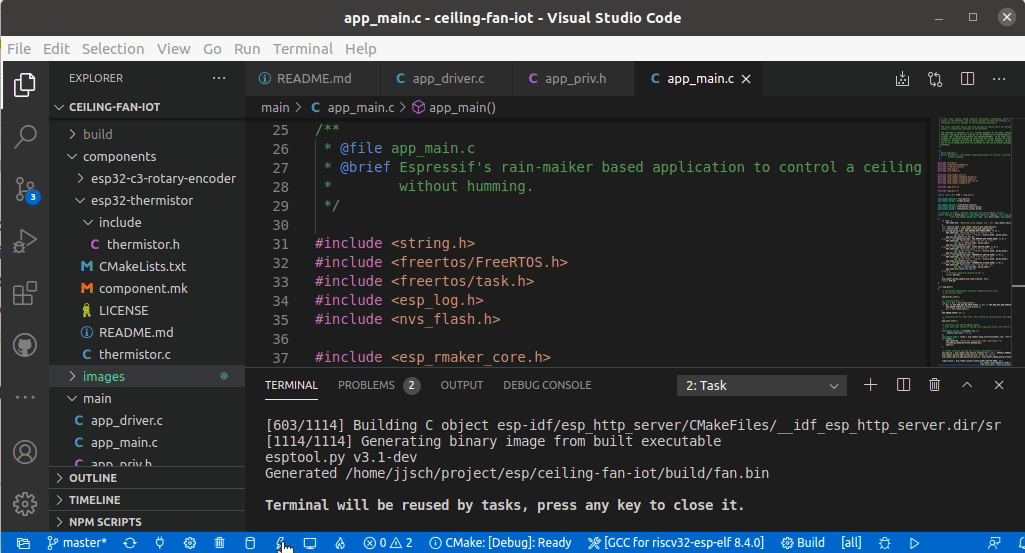 app_main.c - ceiling-fan-iot - Visual Studio Code
File Edit Selection View Go Run Terminal Help
EXPLORER
CEILING-FAN-IOT
build
components
esp32-c3-rotary-encoder
esp32-thermistor
include
thermistor.h
CMakeLists.txt
component.mk
LICENSE
README.md
thermistor.c
images
main
app_driver.c
app_main.c
app_priv.h
OUTLINE
TIMELINE
NPM SCRIPTS
3
README.md app_driver.c app_priv.h app_main.c
main > app_main.c > app_main()
25 /**
26 * @file app_main.c
27 * @brief Espressif's rain-maiker based application to control a ceiling
28 * without humming.
29 */
30
31 #include <string.h>
32 #include <freertos/FreeRTOS.h>
33 #include <freertos/task.h>
34 #include <esp_log.h>
35 #include <nvs_flash.h>
37 #include <esp_rmaker_core.h>
TERMINAL PROBLEMS 2 OUTPUT DEBUG CONSOLE 2: Task
[603/1114] Building C object esp-idf/esp_http_server/CMakeFiles/__idf_esp_http_server.dir/sr
[1114/1114] Generating binary image from built executable
esptool.py v3.1-dev
Generated /home/jjsch/project/esp/ceiling-fan-iot/build/fan.bin
Terminal will be reused by tasks, press any key to close it.
master* 0 2 CMake: [Debug]: Ready [GCC for riscv32-esp-elf 8.4.0] Build [all]